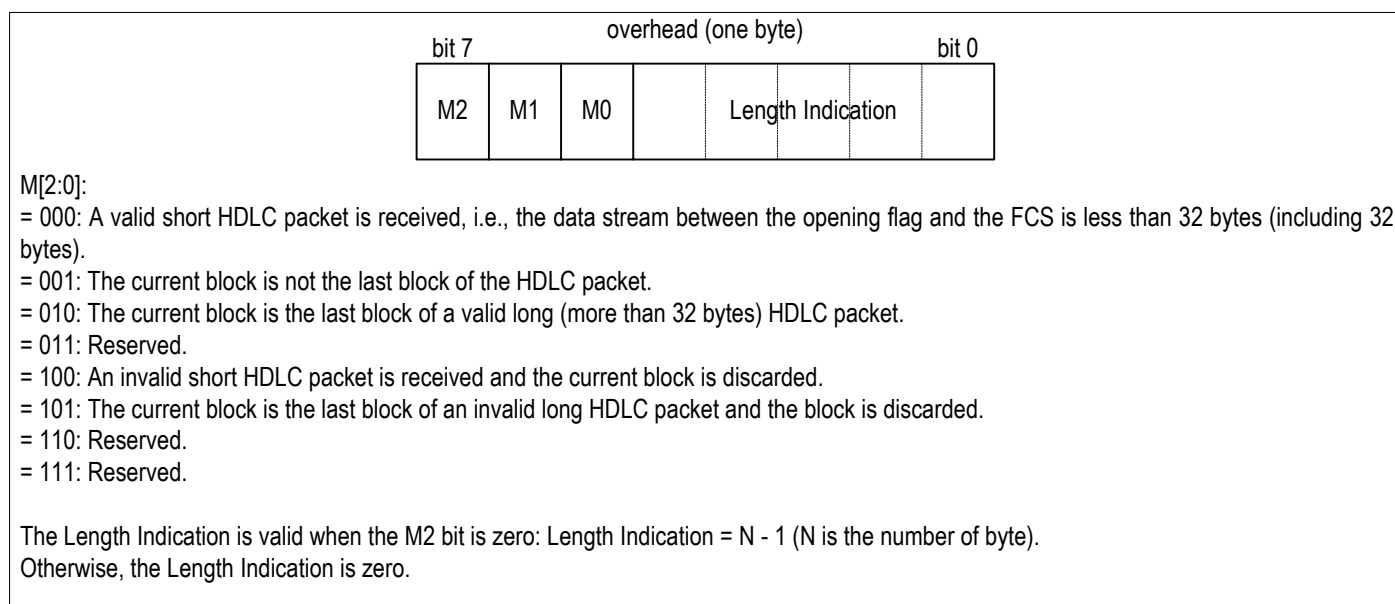 overhead (one byte)
bit 7 bit 0
M2 M1 M0 Length Indication
M[2:0]:
= 000: A valid short HDLC packet is received, i.e., the data stream between the opening flag and the FCS is less than 32 bytes (including 32
bytes).
= 001: The current block is not the last block of the HDLC packet.
= 010: The current block is the last block of a valid long (more than 32 bytes) HDLC packet.
= 011: Reserved.
= 100: An invalid short HDLC packet is received and the current block is discarded.
= 101: The current block is the last block of an invalid long HDLC packet and the block is discarded.
= 110: Reserved.
= 111: Reserved.
The Length Indication is valid when the M2 bit is zero: Length Indication = N - 1 (N is the number of byte).
Otherwise, the Length Indication is zero.